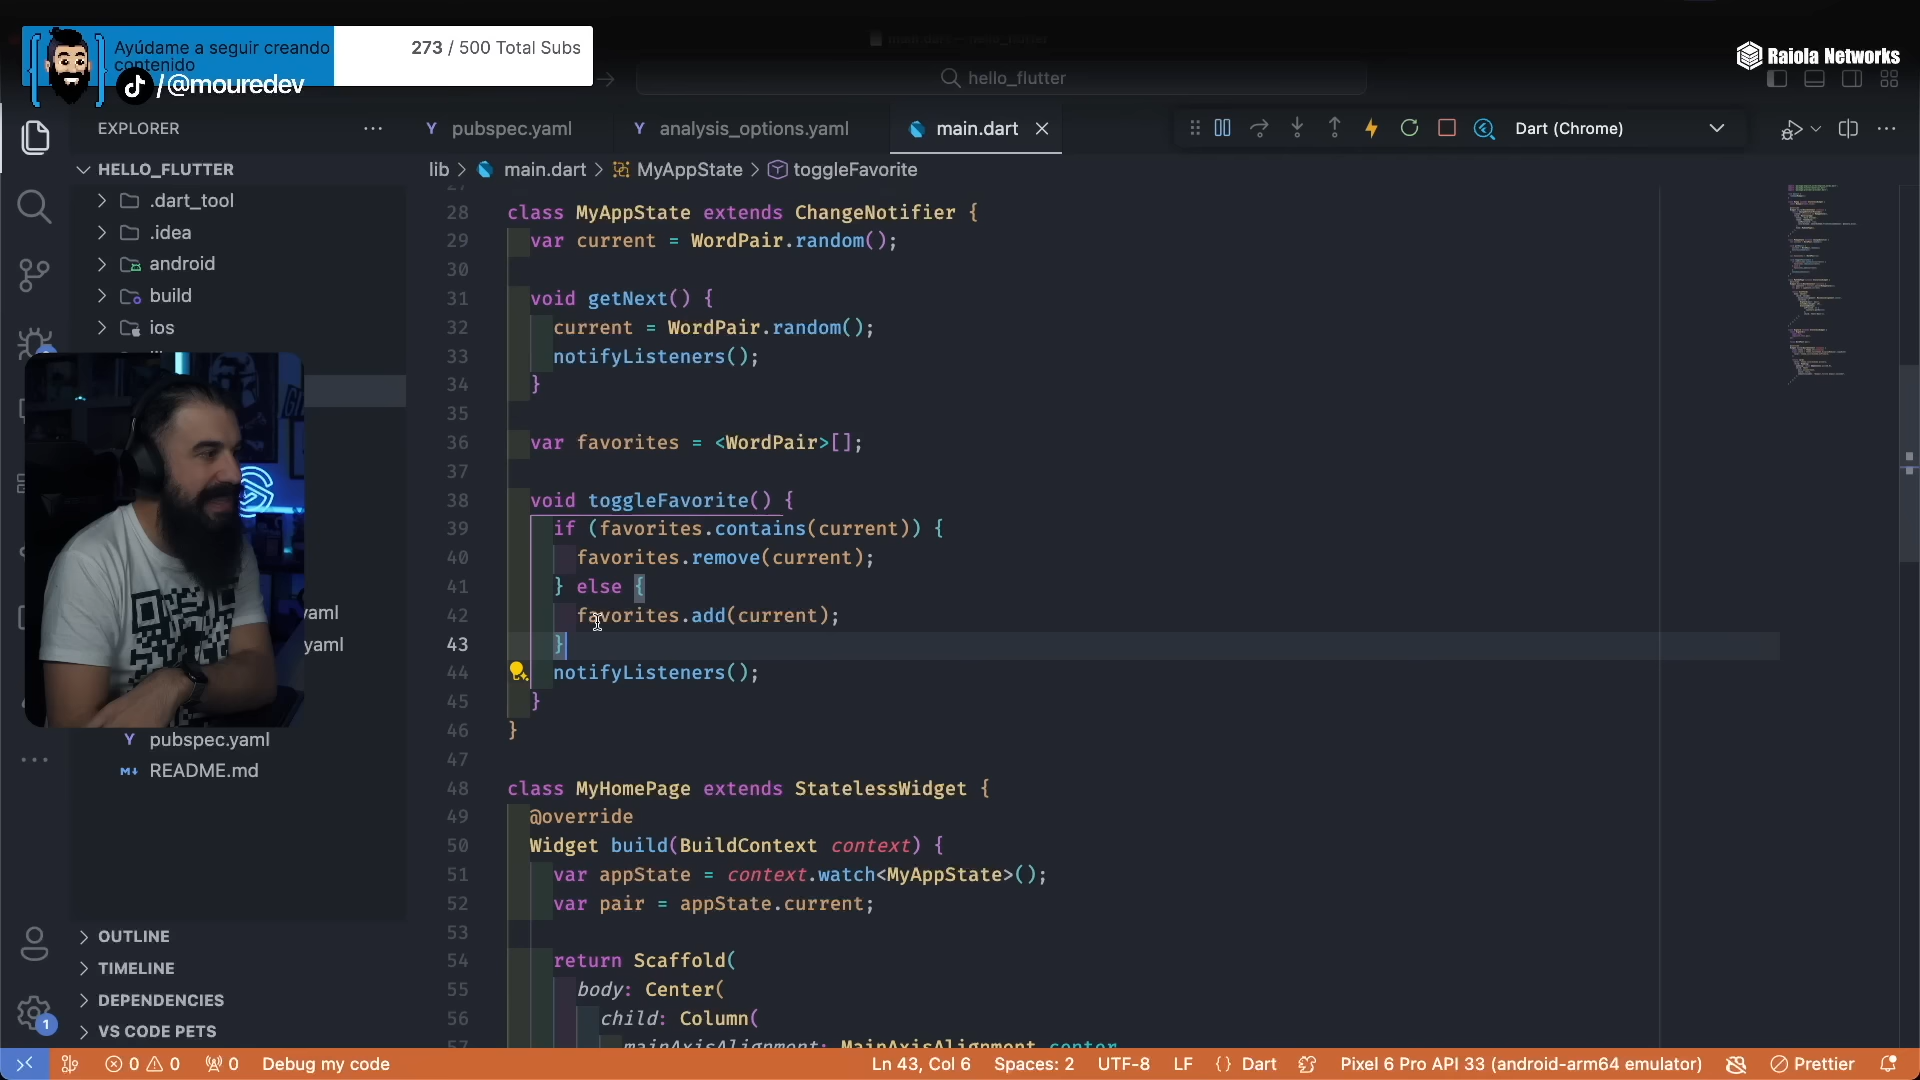 Ayúdame a seguir creando
contenido
273 / 500 Total Subs
/@mouredev
hello_flutter
Raiola Networks
EXPLORER
pubspec.yaml
analysis_options.yaml
main.dart
Dart (Chrome)
HELLO_FLUTTER
lib > main.dart > MyAppState > toggleFavorite
.dart_tool
.idea
android
build
ios
yaml
yaml
pubspec.yaml
README.md
OUTLINE
TIMELINE
DEPENDENCIES
VS CODE PETS
28 class MyAppState extends ChangeNotifier {
29 var current = WordPair.random();
30
31 void getNext() {
32 current = WordPair.random();
33 notifyListeners();
34 }
35
36 var favorites = <WordPair>[];
37
38 void toggleFavorite() {
39 if (favorites.contains(current)) {
40 favorites.remove(current);
41 } else {
42 favorites.add(current);
43 }
44 notifyListeners();
45 }
46 }
47
48 class MyHomePage extends StatelessWidget {
49 @override
50 Widget build(BuildContext context) {
51 var appState = context.watch<MyAppState>();
52 var pair = appState.current;
53
54 return Scaffold(
55 body: Center(
56 child: Column(
57 mainAxisAlignment: MainAxisAlignment.center
1
0 0 0 Debug my code Ln 43, Col 6 Spaces: 2 UTF-8 LF {} Dart Pixel 6 Pro API 33 (android-arm64 emulator) Prettier